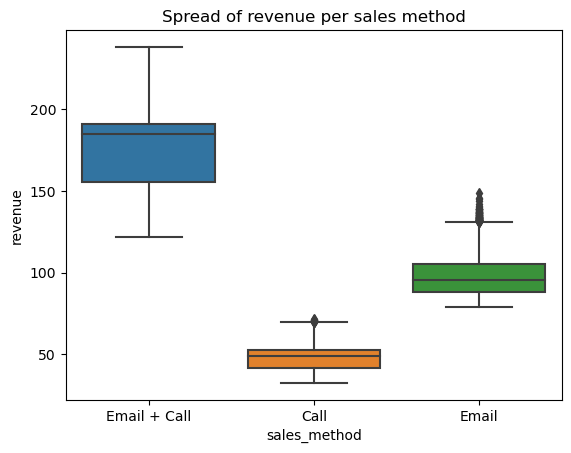 Spread of revenue per sales method
revenue
200
150
100
50
Email + Call
Call
Email
sales_method